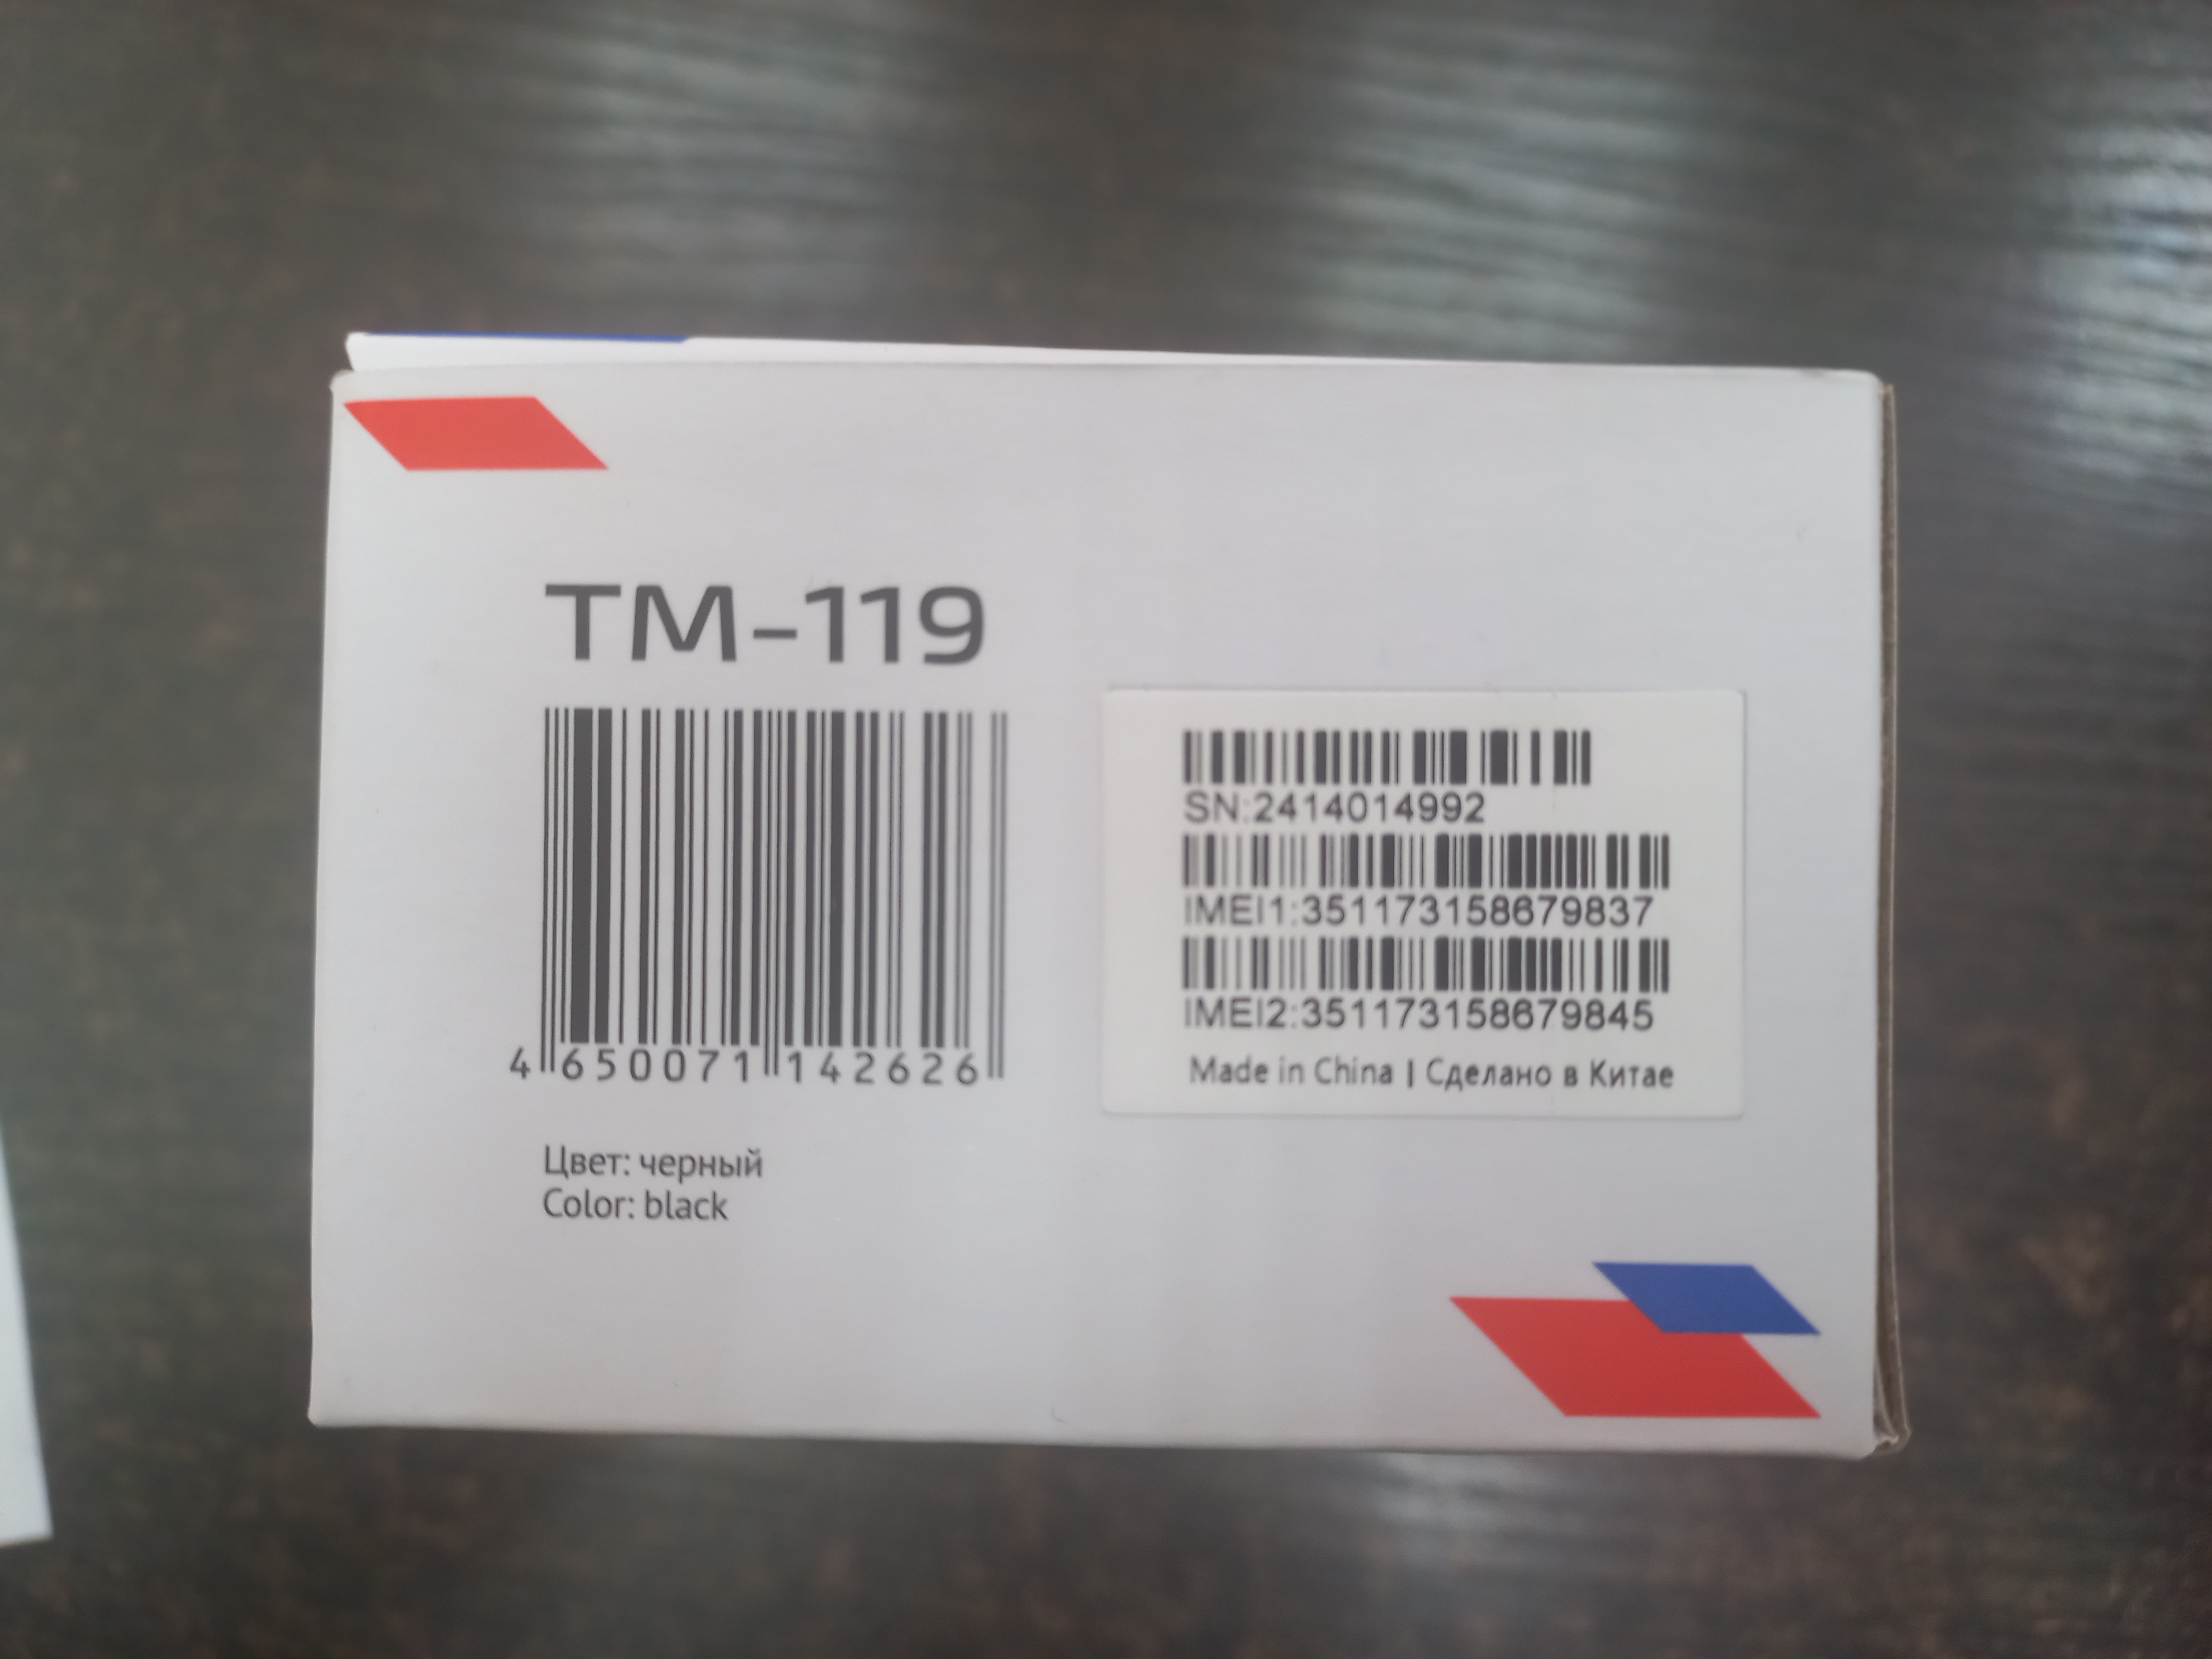 TM-119
4 650071 142626
Цвет: черный
Color: black
SN:2414014992
IMEI1:351173158679837
IMEI2:351173158679845
Made in China | Сделано в Китае